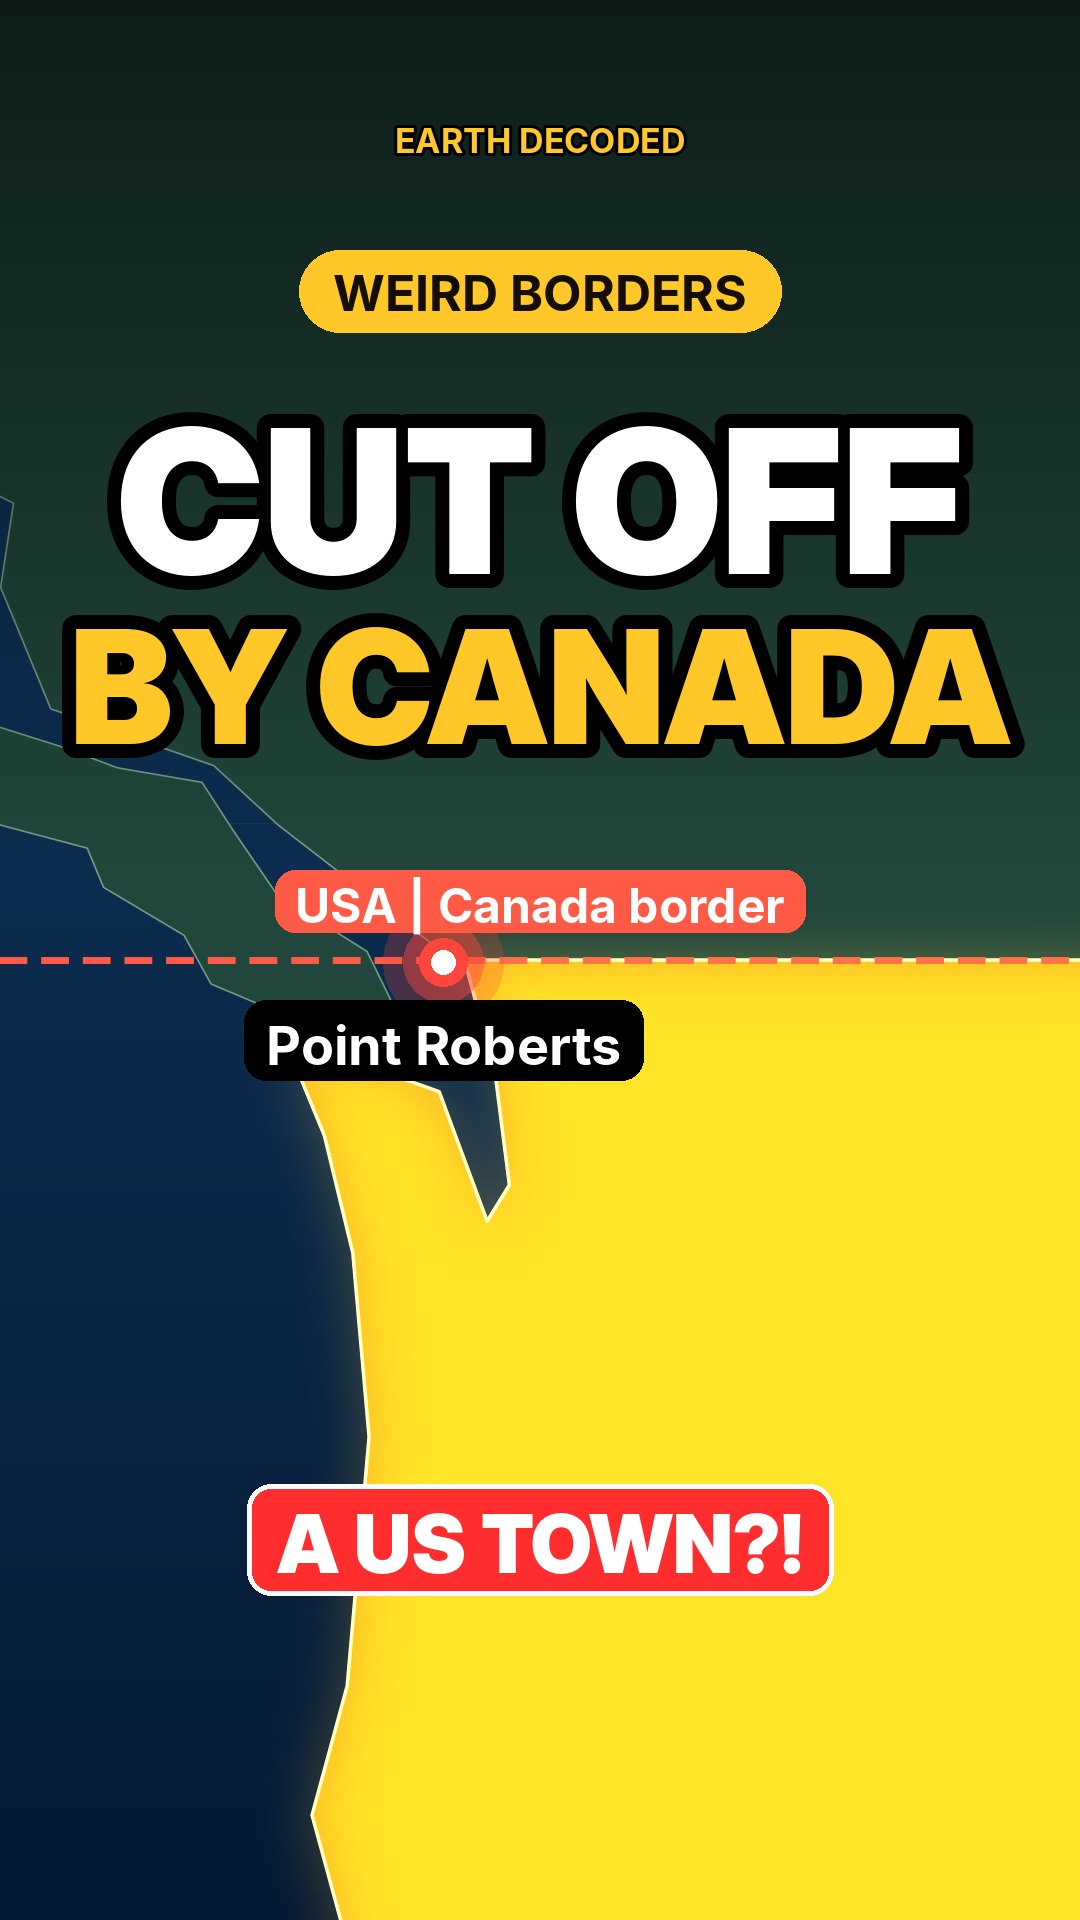 EARTH DECODED
WEIRD BORDERS
CUT OFF
BY CANADA
USA | Canada border
Point Roberts
A US TOWN?!